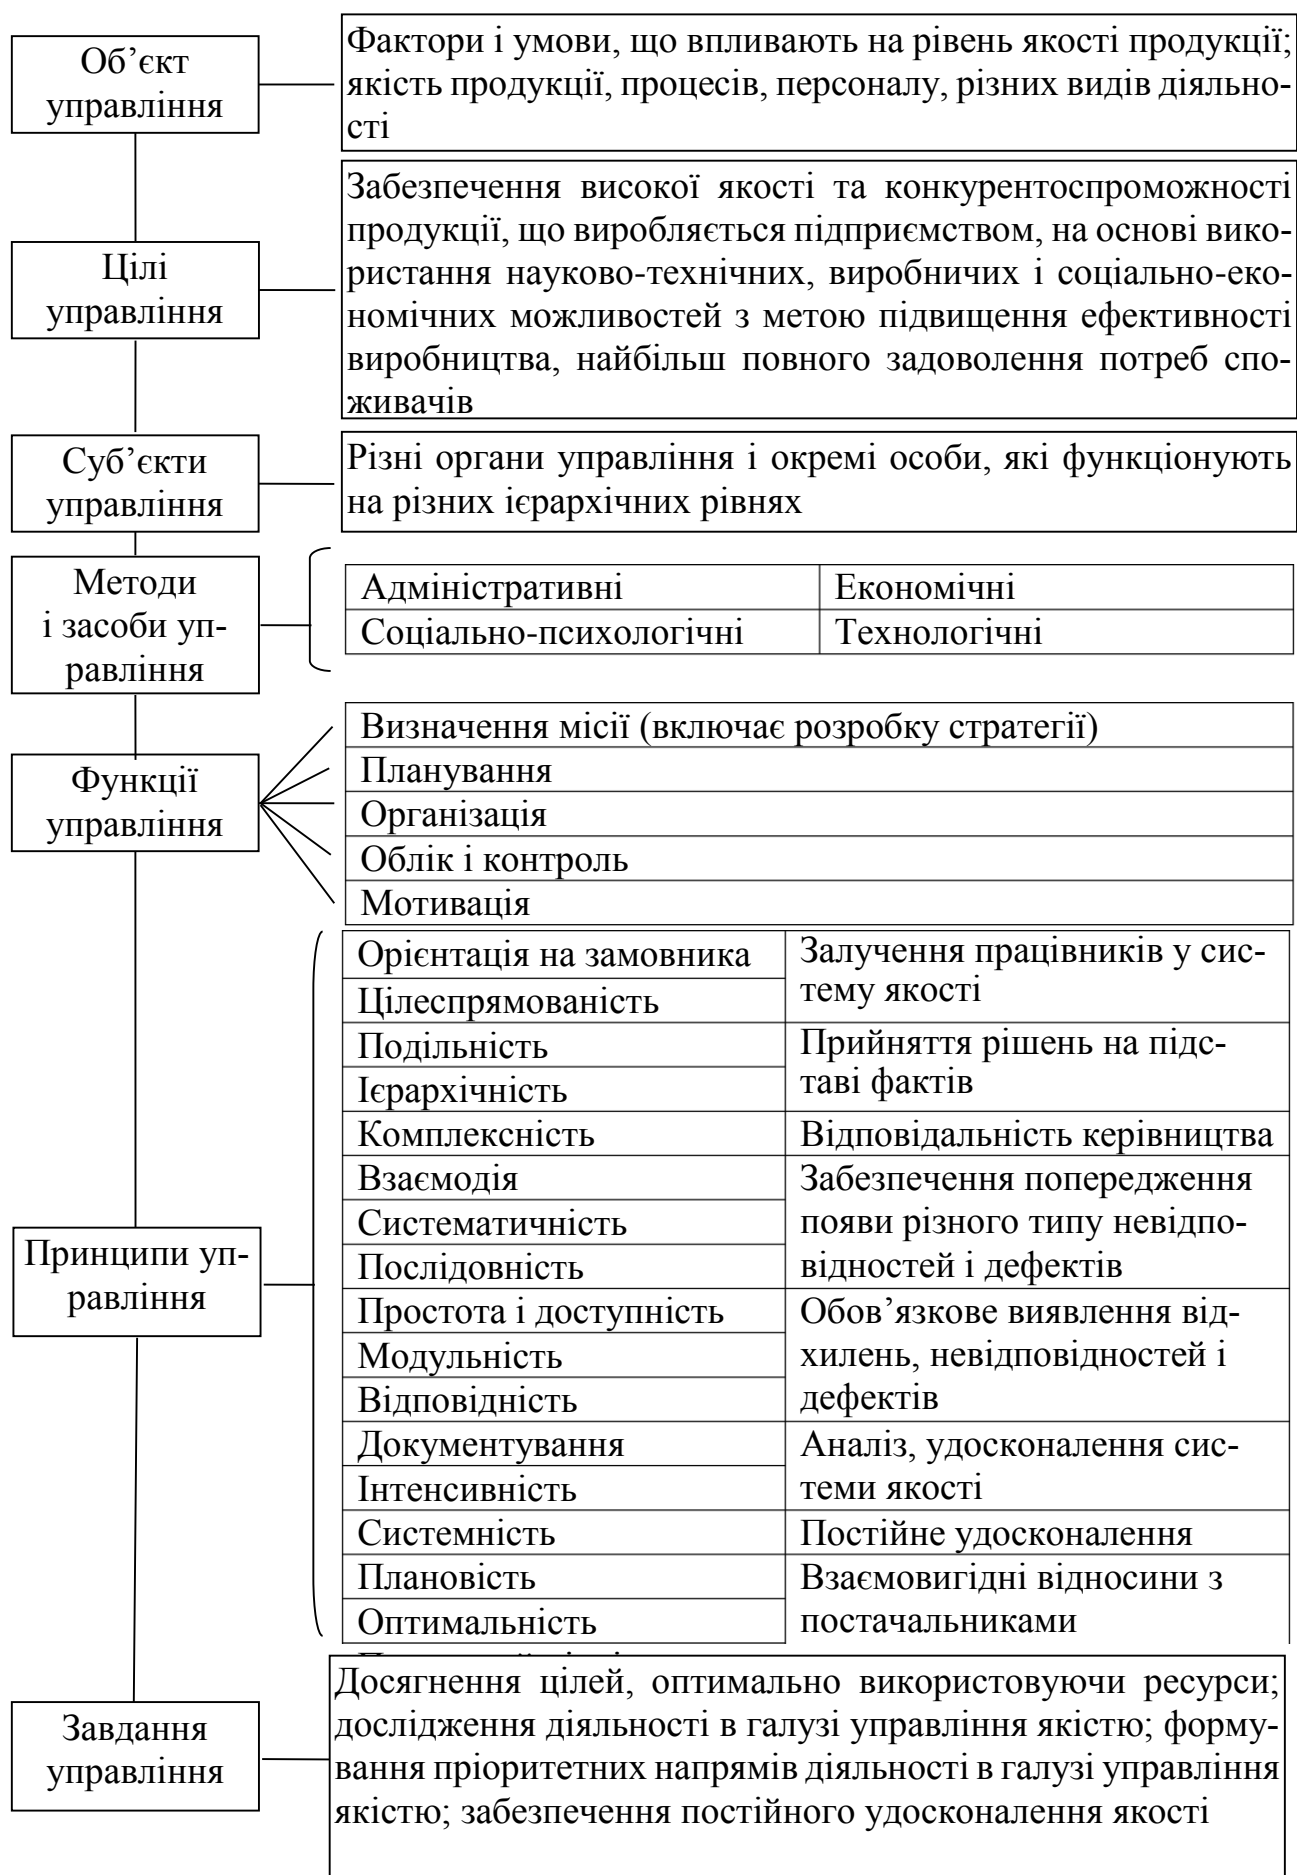 Об’єкт
управління
Фактори і умови, що впливають на рівень якості продукції;
якість продукції, процесів, персоналу, різних видів діяльно-
сті
Цілі
управління
Забезпечення високої якості та конкурентоспроможності
продукції, що виробляється підприємством, на основі вико-
ристання науково-технічних, виробничих і соціально-еко-
номічних можливостей з метою підвищення ефективності
виробництва, найбільш повного задоволення потреб спо-
живачів
Суб’єкти
управління
Різні органи управління і окремі особи, які функціонують
на різних ієрархічних рівнях
Методи
і засоби уп-
равління
Адміністративні
Економічні
Соціально-психологічні
Технологічні
Функції
управління
Визначення місії (включає розробку стратегії)
Планування
Організація
Облік і контроль
Мотивація
Принципи уп-
равління
Орієнтація на замовника
Цілеспрямованість
Подільність
Ієрархічність
Комплексність
Взаємодія
Систематичність
Послідовність
Простота і доступність
Модульність
Відповідність
Документування
Інтенсивність
Системність
Плановість
Оптимальність
Залучення працівників у сис-
тему якості
Прийняття рішень на підс-
таві фактів
Відповідальність керівництва
Забезпечення попередження
появи різного типу невідпо-
відностей і дефектів
Обов’язкове виявлення від-
хилень, невідповідностей і
дефектів
Аналіз, удосконалення сис-
теми якості
Постійне удосконалення
Взаємовигідні відносини з
постачальниками
Завдання
управління
Досягнення цілей, оптимально використовуючи ресурси;
дослідження діяльності в галузі управління якістю; форму-
вання пріоритетних напрямів діяльності в галузі управління
якістю; забезпечення постійного удосконалення якості